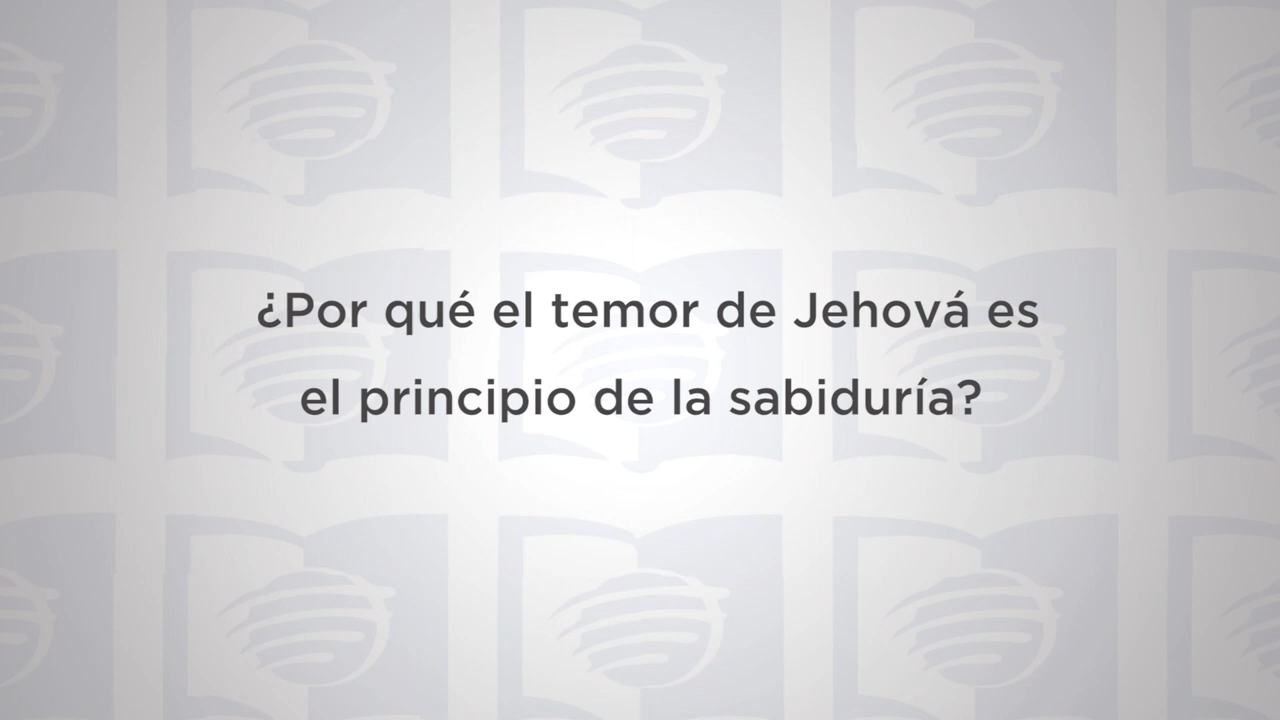 ¿Por qué el temor de Jehová es
el principio de la sabiduría?